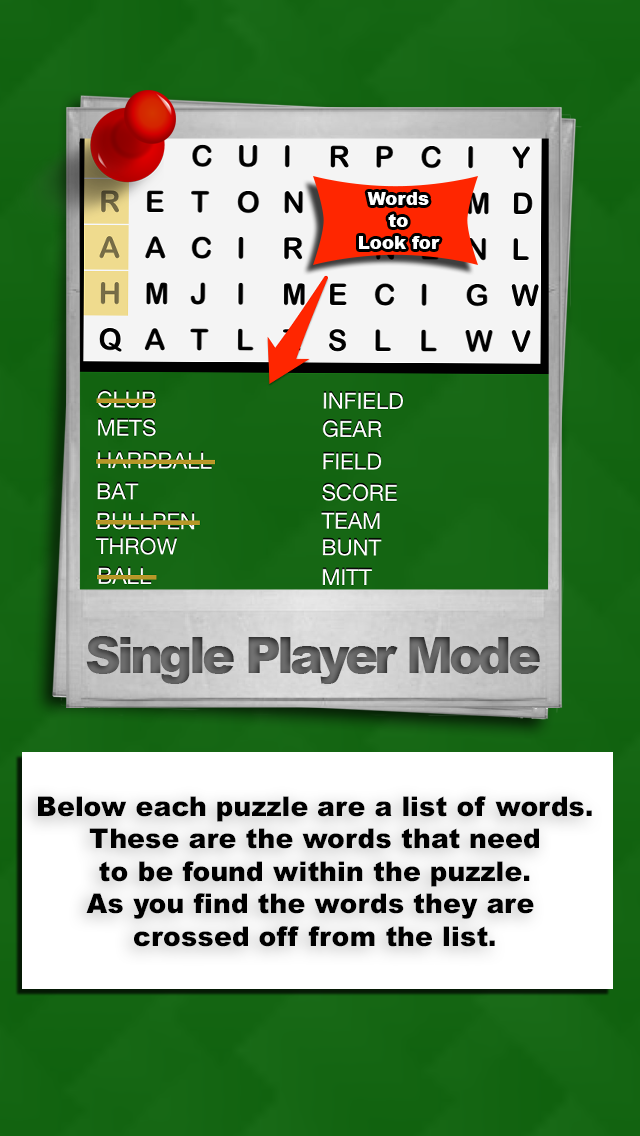 C U I R P C I Y
R E T O N M D
A A C I R N L
H M J I M E C I G W
Q A T L S L L W V
Words
to
Look for
CLUB INFIELD
METS GEAR
HARDBALL FIELD
BAT SCORE
BULLPEN TEAM
THROW BUNT
BALL MITT
Single Player Mode
Below each puzzle are a list of words.
These are the words that need
to be found within the puzzle.
As you find the words they are
crossed off from the list.